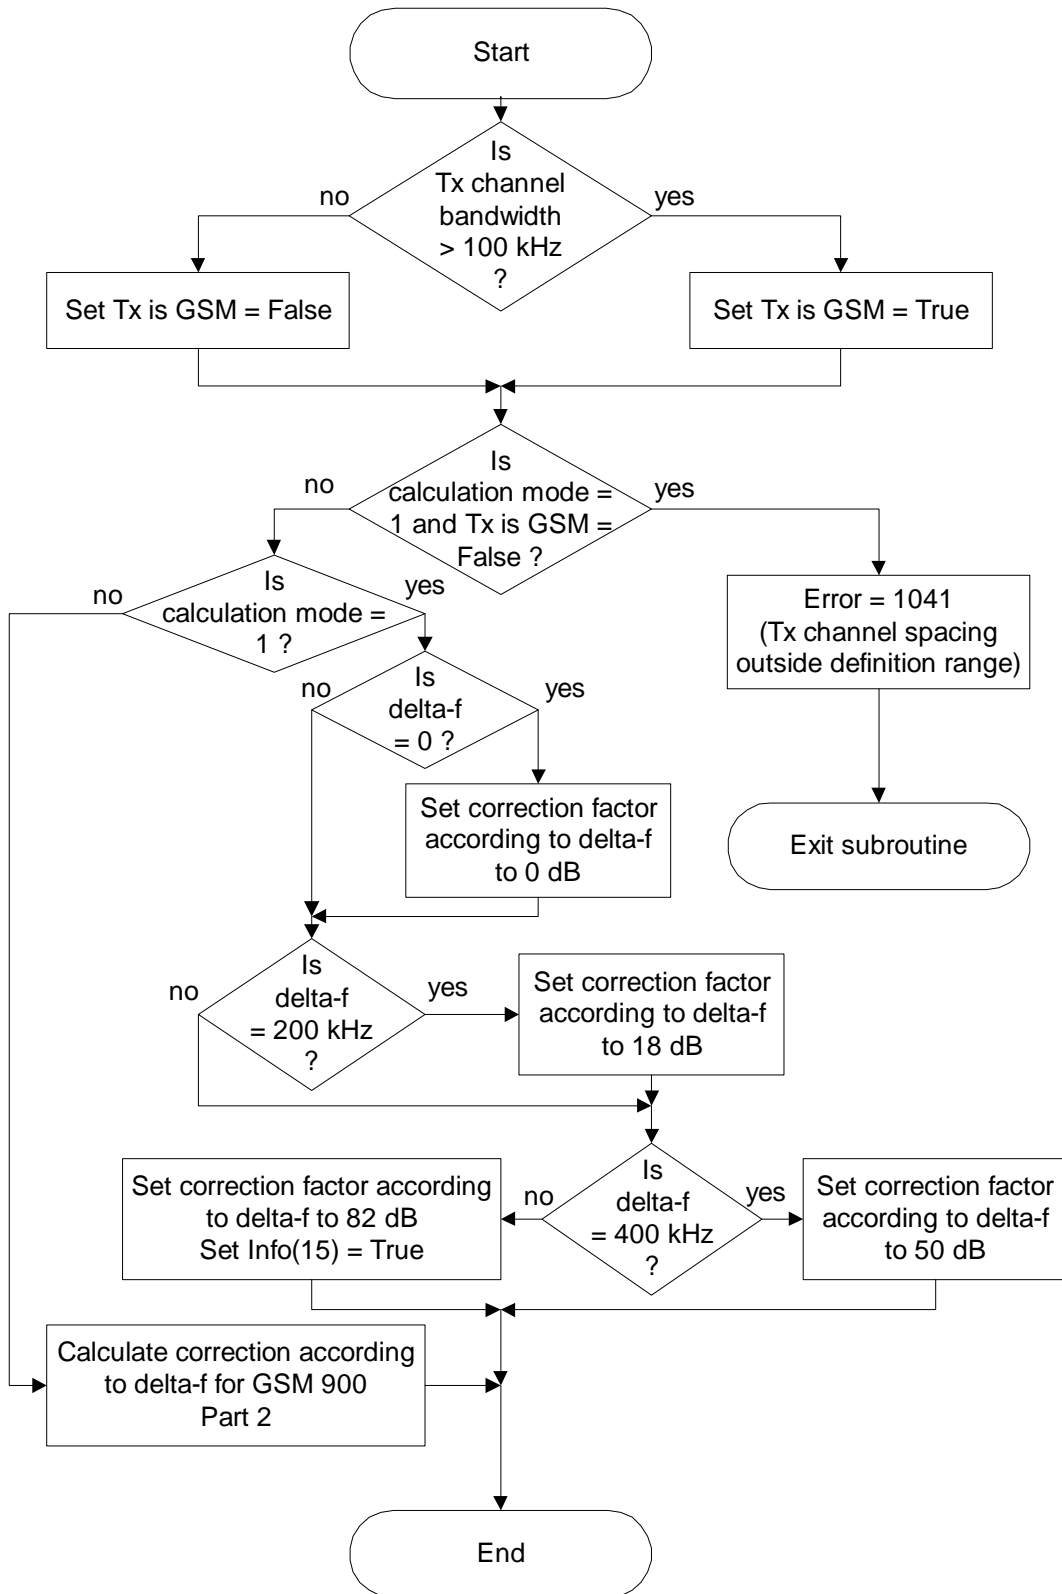 Start
Is
Tx channel
bandwidth
> 100 kHz
?
no
yes
Set Tx is GSM = False
Set Tx is GSM = True
Is
calculation mode =
1 and Tx is GSM =
False ?
no
yes
Is
calculation mode =
1 ?
no
yes
Error = 1041
(Tx channel spacing
outside definition range)
Is
delta-f
= 0 ?
no
yes
Set correction factor
according to delta-f
to 0 dB
Exit subroutine
Is
delta-f
= 200 kHz
?
no
yes
Set correction factor
according to delta-f
to 18 dB
Is
delta-f
= 400 kHz
?
no
yes
Set correction factor according
to delta-f to 82 dB
Set Info(15) = True
Set correction factor
according to delta-f
to 50 dB
Calculate correction according
to delta-f for GSM 900
Part 2
End